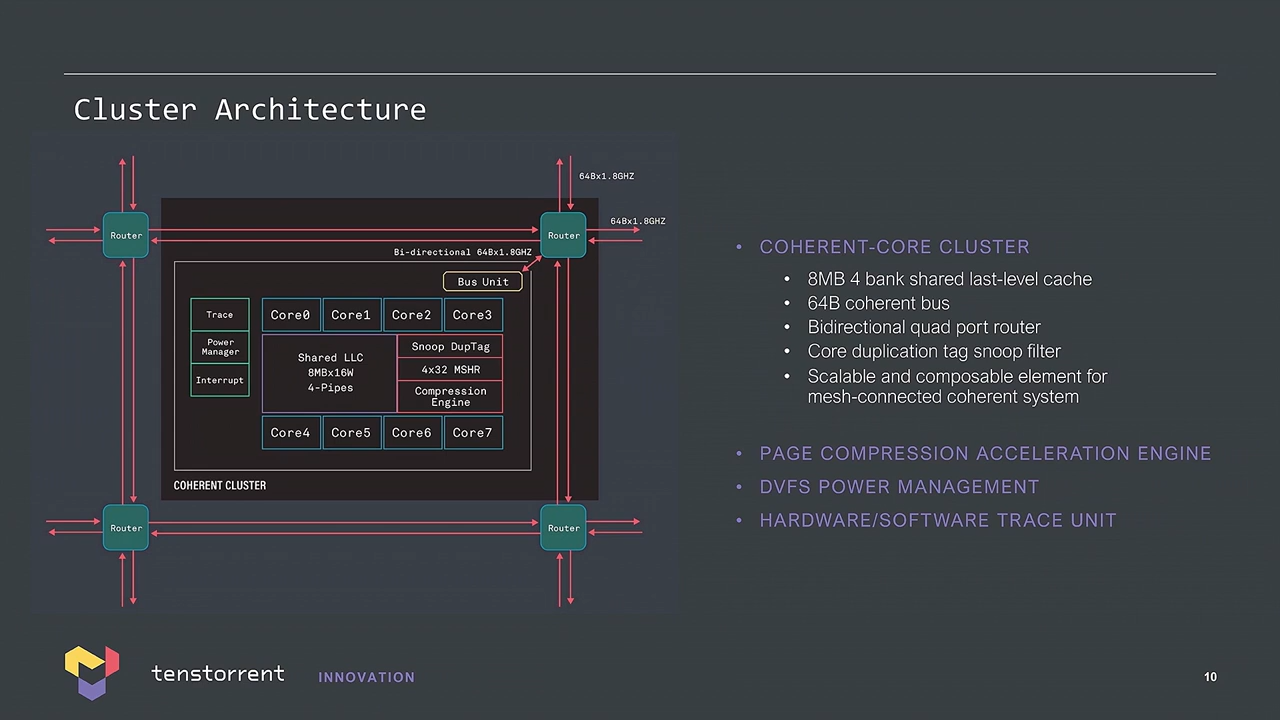 Cluster Architecture
64Bx1.8GHZ
64Bx1.8GHZ
Router
Router
Bi-directional 64Bx1.8GHZ
Bus Unit
Trace
Power
Manager
Interrupt
Core0
Core1
Core2
Core3
Shared LLC
8MBx16W
4-Pipes
Snoop DupTag
4x32 MSHR
Compression
Engine
Core4
Core5
Core6
Core7
COHERENT CLUSTER
Router
Router
• COHERENT-CORE CLUSTER
• 8MB 4 bank shared last-level cache
• 64B coherent bus
• Bidirectional quad port router
• Core duplication tag snoop filter
• Scalable and composable element for
mesh-connected coherent system
• PAGE COMPRESSION ACCELERATION ENGINE
• DVFS POWER MANAGEMENT
• HARDWARE/SOFTWARE TRACE UNIT
tenstorrent
INNOVATION
10